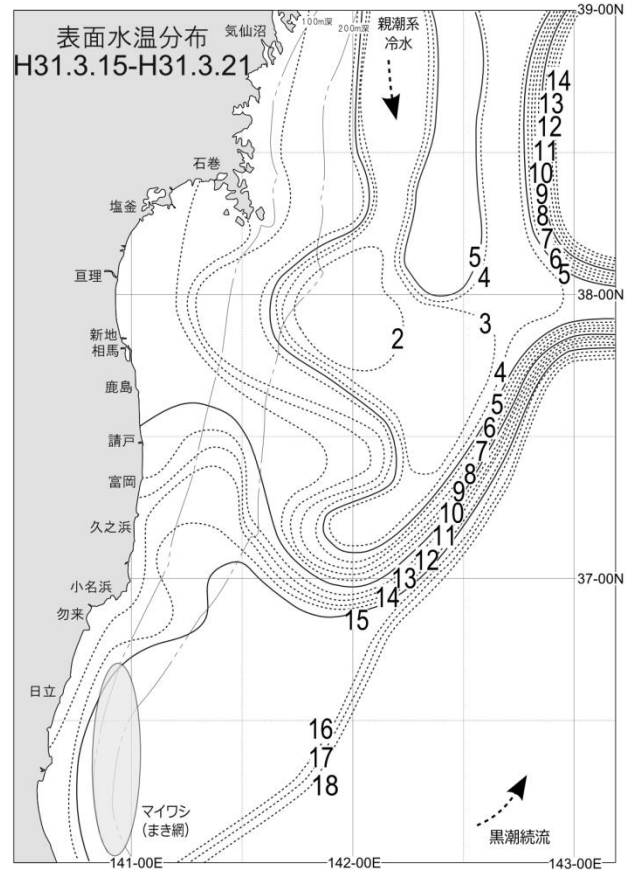 表面水温分布
H31.3.15-H31.3.21
気仙沼
100m深
200m深
親潮系
冷水
39-00N
14
13
12
11
10
9
8
7
6
5
石巻
塩釜
亘理
5
4
38-00N
新地
相馬
鹿島
2
3
4
5
6
7
8
9
10
11
12
13
14
15
請戸
富岡
久之浜
37-00N
小名浜
勿来
日立
16
17
18
マイワシ
(まき網)
黒潮続流
141-00E
142-00E
143-00E